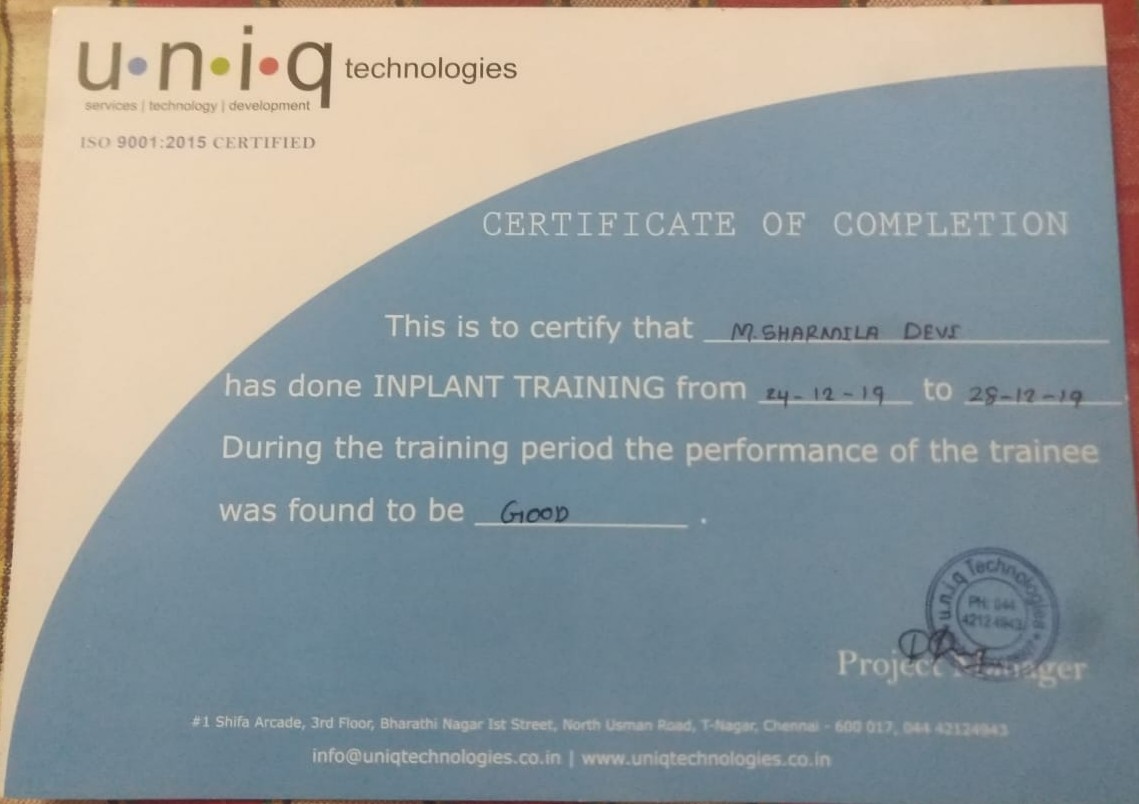 u•n•i•q technologies
services | technology | development
ISO 9001:2015 CERTIFIED
CERTIFICATE OF COMPLETION
This is to certify that M.SHARMILA DEVI
has done INPLANT TRAINING from 24-12-19 to 28-12-19
During the training period the performance of the trainee
was found to be GOOD .
u.n.i.q Technologies
PH: 044
4212 4943
Project Manager
#1 Shifa Arcade, 3rd Floor, Bharathi Nagar Ist Street, North Usman Road, T-Nagar, Chennai - 600 017, 044 42124943
info@uniqtechnologies.co.in | www.uniqtechnologies.co.in